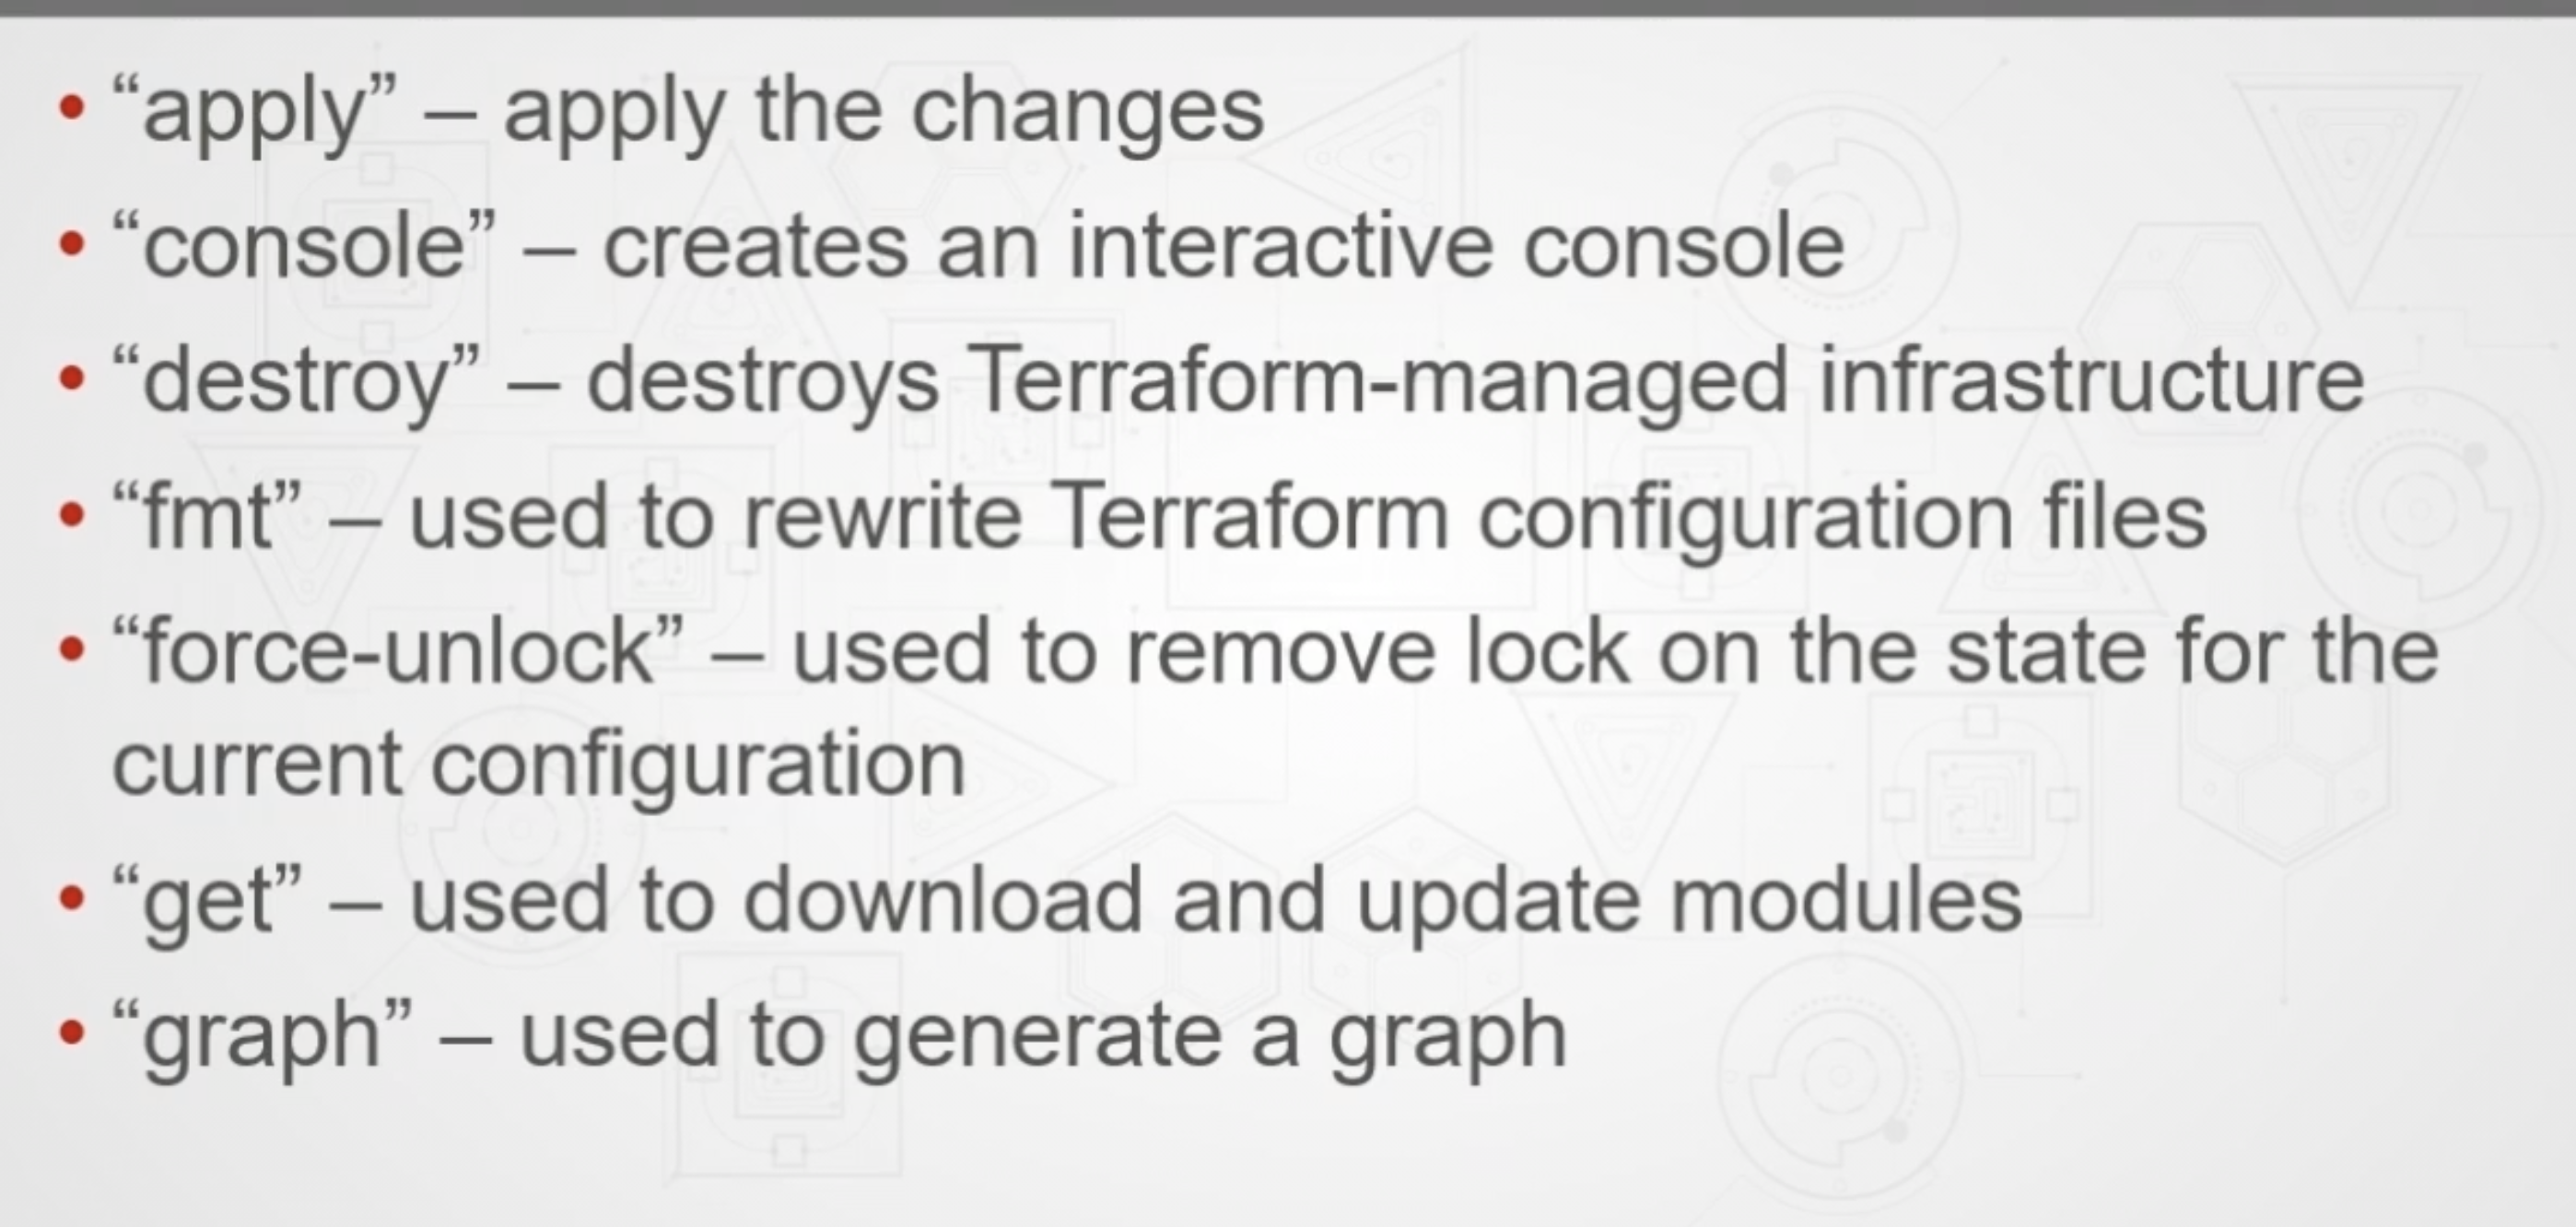 • “apply” – apply the changes
• “console” – creates an interactive console
• “destroy” – destroys Terraform-managed infrastructure
• “fmt” – used to rewrite Terraform configuration files
• “force-unlock” – used to remove lock on the state for the
current configuration
• “get” – used to download and update modules
• “graph” – used to generate a graph